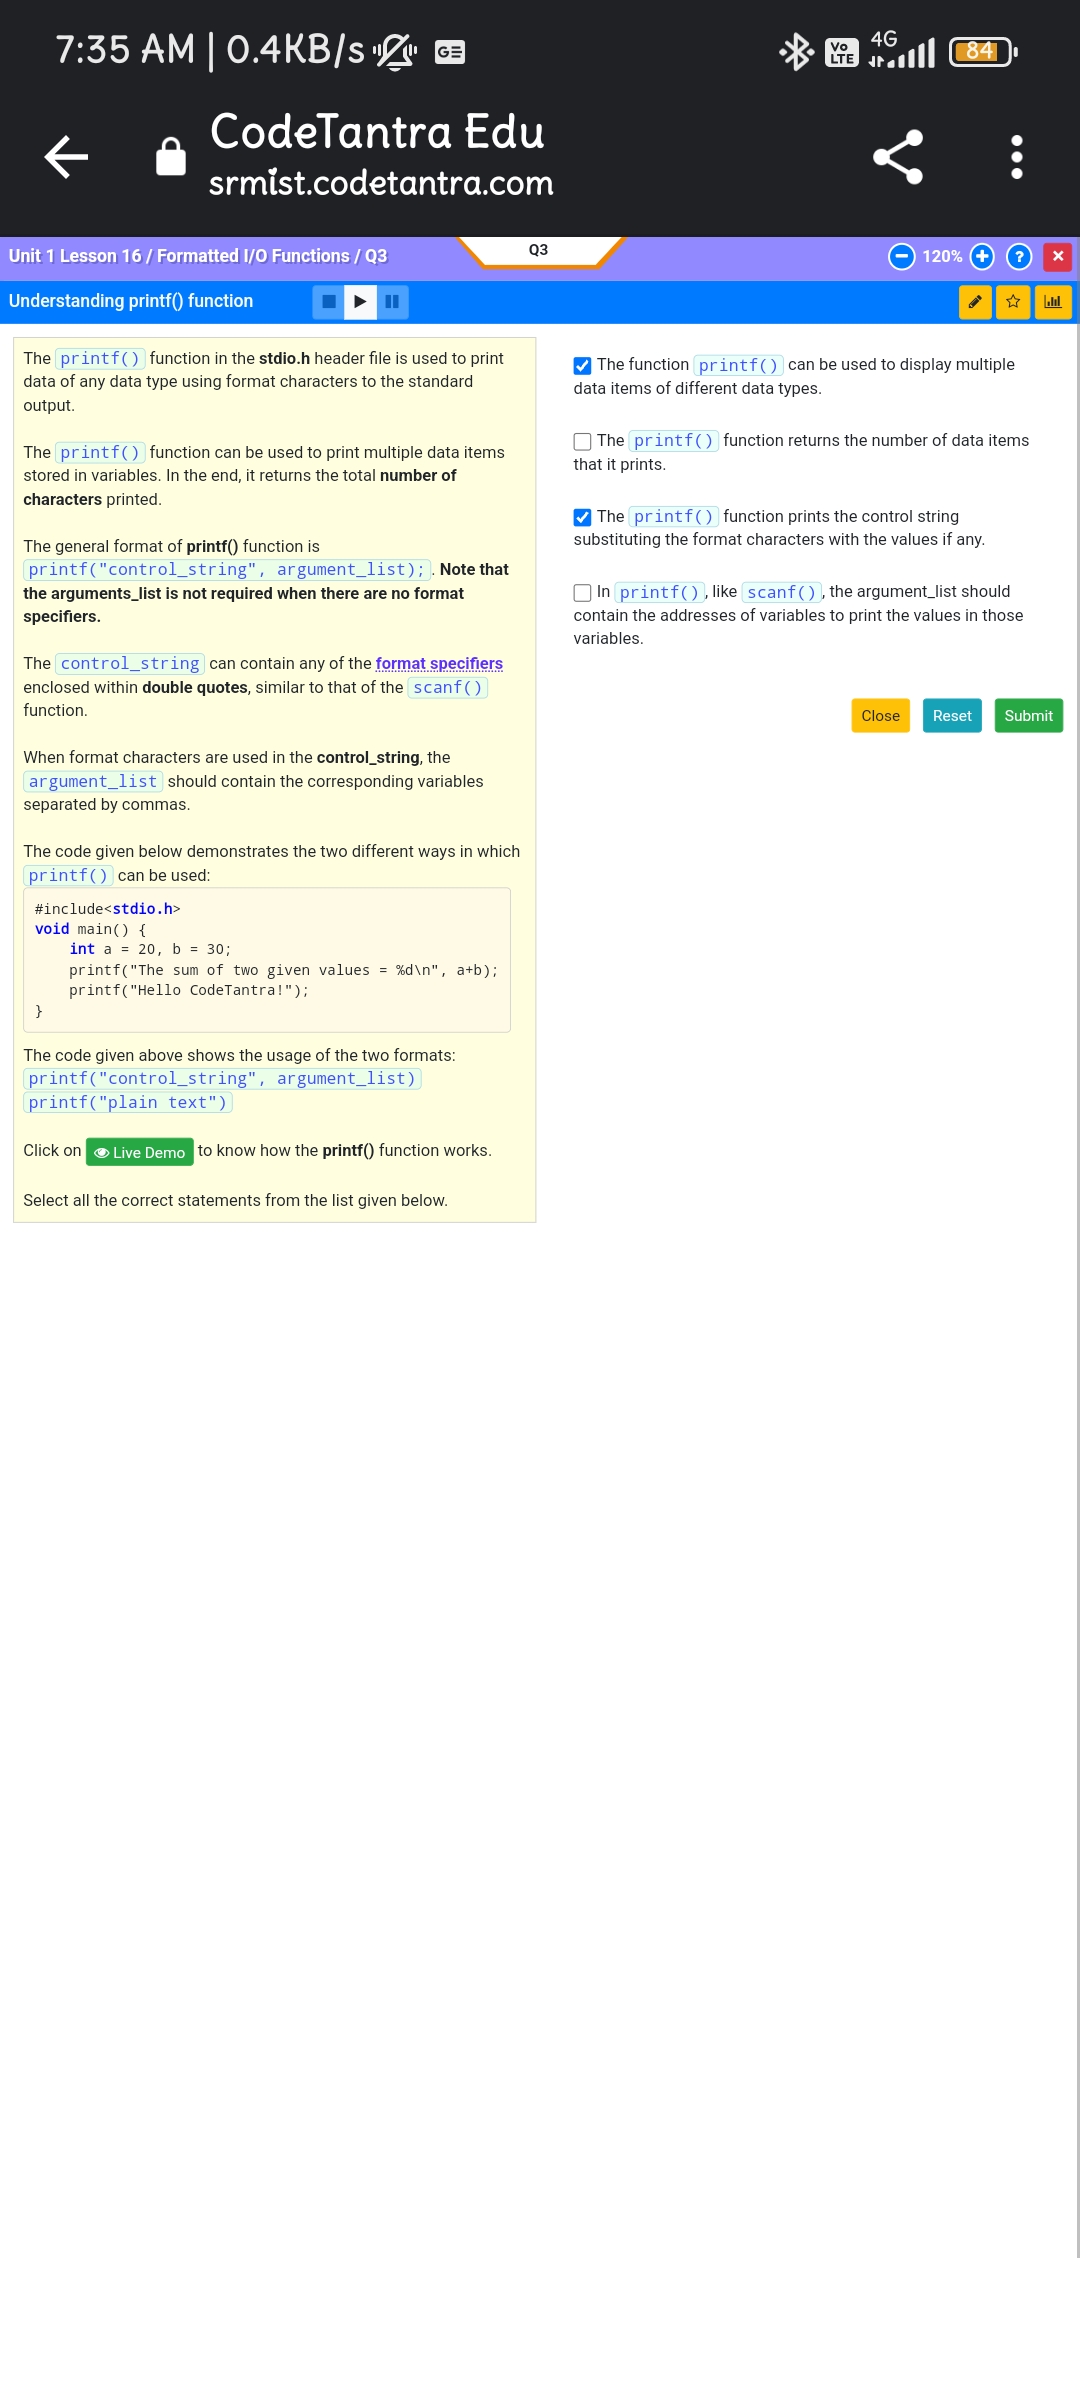 7:35 AM | 0.4KB/s GE Vo LTE 4G 84
CodeTantra Edu
srmist.codetantra.com
Unit 1 Lesson 16 / Formatted I/O Functions / Q3 Q3 120% ?
Understanding printf() function
The printf() function in the stdio.h header file is used to print
data of any data type using format characters to the standard
output.
The printf() function can be used to print multiple data items
stored in variables. In the end, it returns the total number of
characters printed.
The general format of printf() function is
printf("control_string", argument_list);. Note that
the arguments_list is not required when there are no format
specifiers.
The control_string can contain any of the format specifiers
enclosed within double quotes, similar to that of the scanf()
function.
When format characters are used in the control_string, the
argument_list should contain the corresponding variables
separated by commas.
The code given below demonstrates the two different ways in which
printf() can be used:
#include<stdio.h>
void main() {
    int a = 20, b = 30;
    printf("The sum of two given values = %d\n", a+b);
    printf("Hello CodeTantra!");
}
The code given above shows the usage of the two formats:
printf("control_string", argument_list)
printf("plain text")
Click on Live Demo to know how the printf() function works.
Select all the correct statements from the list given below.
The function printf() can be used to display multiple
data items of different data types.
The printf() function returns the number of data items
that it prints.
The printf() function prints the control string
substituting the format characters with the values if any.
In printf(), like scanf(), the argument_list should
contain the addresses of variables to print the values in those
variables.
Close Reset Submit